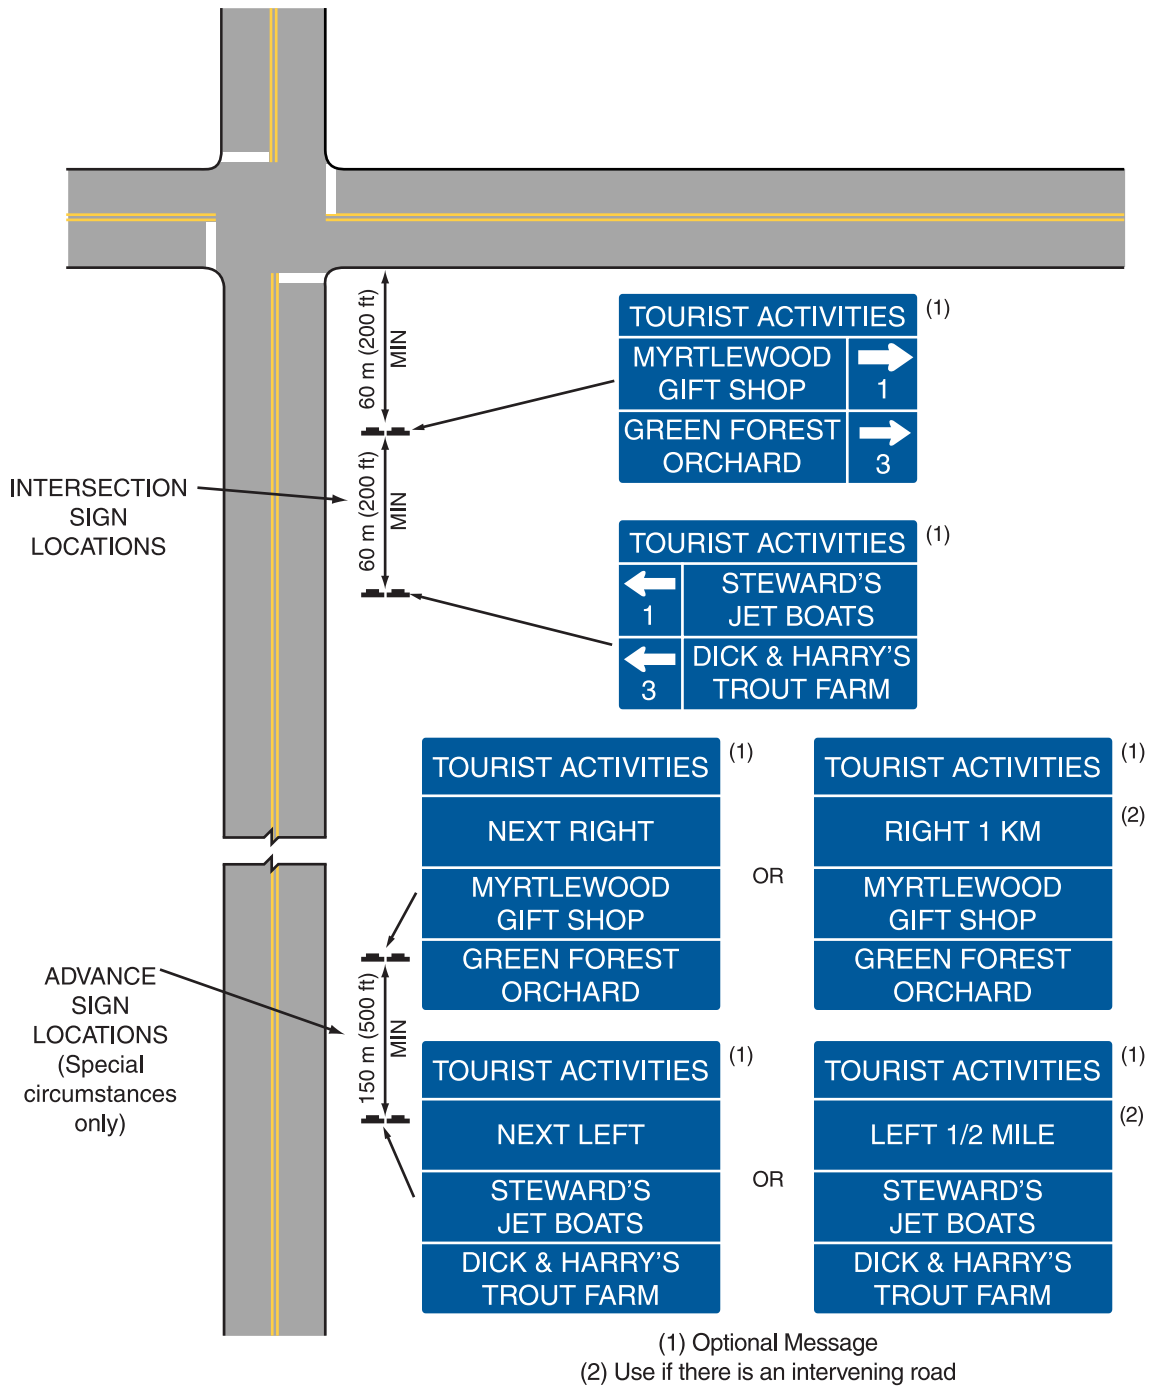 60 m (200 ft)
MIN
TOURIST ACTIVITIES (1)
MYRTLEWOOD
GIFT SHOP
1
GREEN FOREST
ORCHARD
3
INTERSECTION
SIGN
LOCATIONS
60 m (200 ft)
MIN
TOURIST ACTIVITIES (1)
1
STEWARD'S
JET BOATS
3
DICK & HARRY'S
TROUT FARM
TOURIST ACTIVITIES (1)
NEXT RIGHT
MYRTLEWOOD
GIFT SHOP
GREEN FOREST
ORCHARD
OR
TOURIST ACTIVITIES (1)
RIGHT 1 KM (2)
MYRTLEWOOD
GIFT SHOP
GREEN FOREST
ORCHARD
ADVANCE
SIGN
LOCATIONS
(Special
circumstances
only)
150 m (500 ft)
MIN
TOURIST ACTIVITIES (1)
NEXT LEFT
STEWARD'S
JET BOATS
DICK & HARRY'S
TROUT FARM
OR
TOURIST ACTIVITIES (1)
LEFT 1/2 MILE (2)
STEWARD'S
JET BOATS
DICK & HARRY'S
TROUT FARM
(1) Optional Message
(2) Use if there is an intervening road